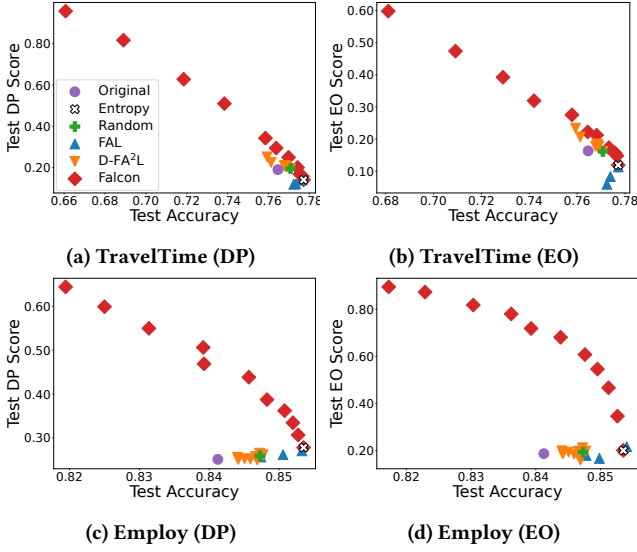 Test DP Score
0.80
0.60
0.40
0.20
Original
Entropy
Random
FAL
D-FA²L
Falcon
0.66 0.68 0.70 0.72 0.74 0.76 0.78
Test Accuracy
(a) TravelTime (DP)
Test EO Score
0.60
0.50
0.40
0.30
0.20
0.10
0.68 0.70 0.72 0.74 0.76 0.78
Test Accuracy
(b) TravelTime (EO)
Test DP Score
0.60
0.50
0.40
0.30
0.82 0.83 0.84 0.85
Test Accuracy
(c) Employ (DP)
Test EO Score
0.80
0.60
0.40
0.20
0.82 0.83 0.84 0.85
Test Accuracy
(d) Employ (EO)